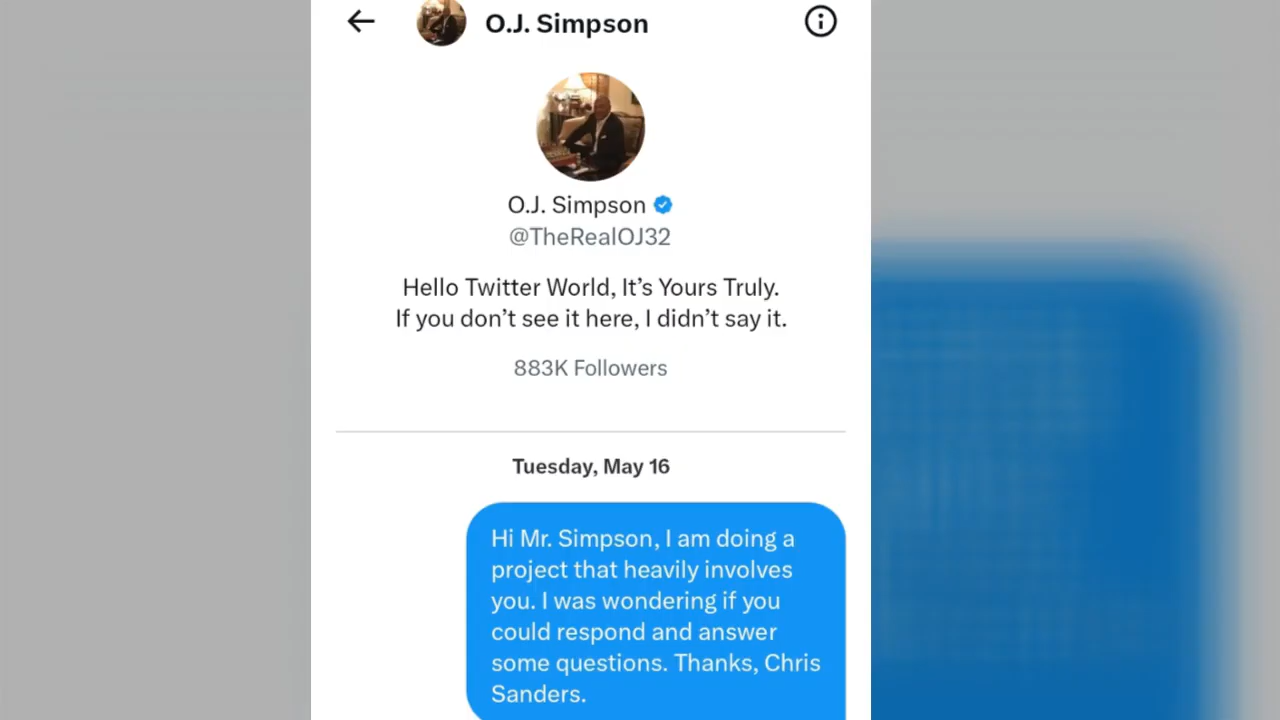 O.J. Simpson
O.J. Simpson
@TheRealOJ32
Hello Twitter World, It’s Yours Truly.
If you don’t see it here, I didn’t say it.
883K Followers
Tuesday, May 16
Hi Mr. Simpson, I am doing a
project that heavily involves
you. I was wondering if you
could respond and answer
some questions. Thanks, Chris
Sanders.